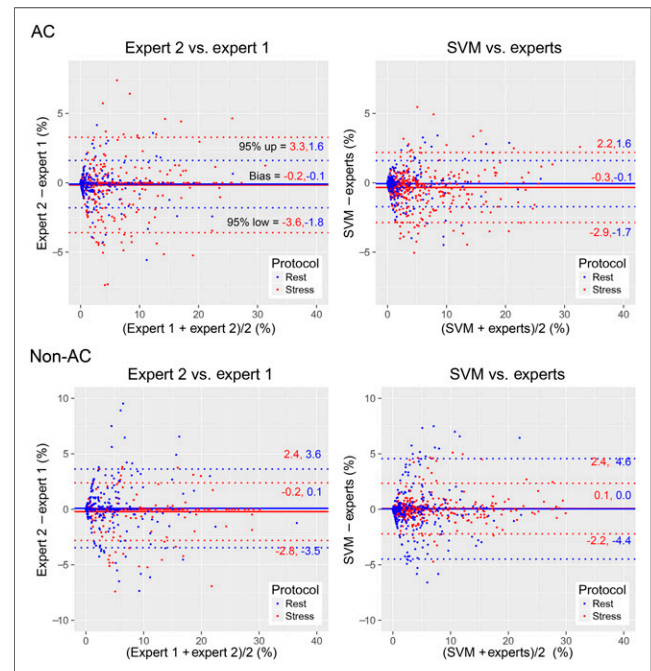 AC
Expert 2 vs. expert 1
SVM vs. experts
Expert 2 – expert 1 (%)
5
0
−5
95% up = 3.3,1.6
Bias = -0.2,-0.1
95% low = -3.6,-1.8
Protocol
Rest
Stress
0 10 20 30 40
(Expert 1 + expert 2)/2 (%)
SVM – experts (%)
5
0
−5
2.2, 1.6
-0.3,-0.1
-2.9,-1.7
Protocol
Rest
Stress
0 10 20 30 40
(SVM + experts)/2 (%)
Non-AC
Expert 2 vs. expert 1
SVM vs. experts
Expert 2 – expert 1 (%)
10
5
0
−5
−10
2.4, 3.6
-0.2, 0.1
-2.8, -3.5
Protocol
Rest
Stress
0 10 20 30 40
(Expert 1 + expert 2)/2 (%)
SVM – experts (%)
10
5
0
−5
−10
2.4, 4.6
0.1, 0.0
-2.2, -4.4
Protocol
Rest
Stress
0 10 20 30 40
(SVM +experts)/2 (%)